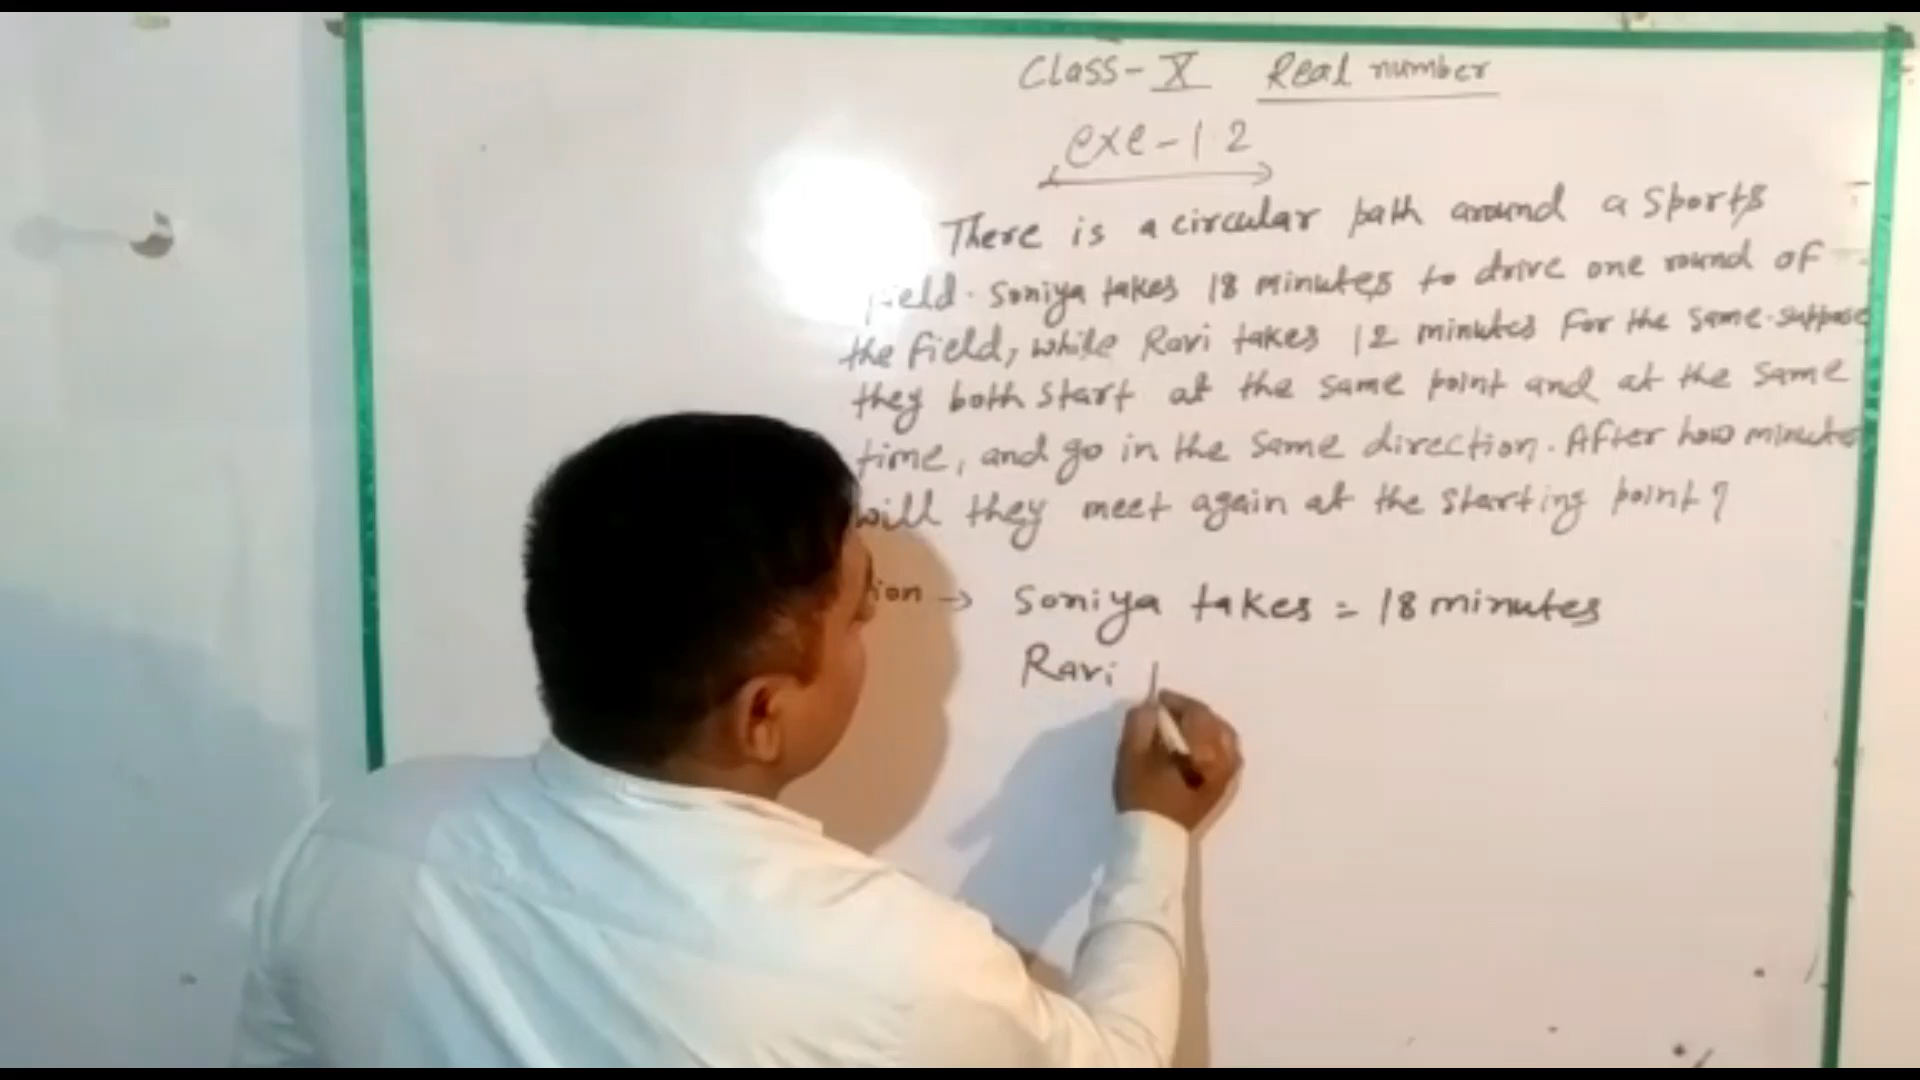 Class-X Real number
exe-1.2
There is a circular path around a sports
field. Soniya takes 18 minutes to drive one round of
the field, while Ravi takes 12 minutes for the same. suppose
they both start at the same point and at the same
time, and go in the same direction. After how minute
will they meet again at the starting point?
ion → Soniya takes = 18 minutes
Ravi